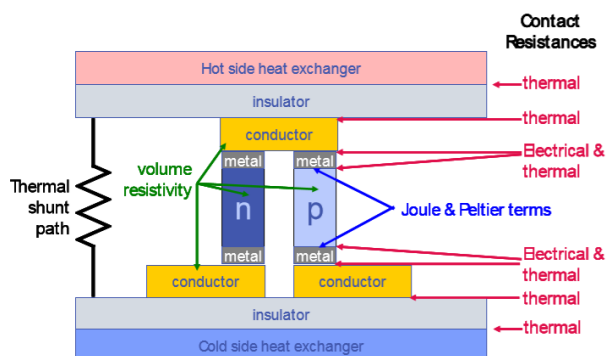 Contact
Resistances
Hot side heat exchanger
thermal
insulator
thermal
conductor
metal metal
Electrical &
thermal
volume
resistivity
Thermal
shunt
path
n p
Joule & Peltier terms
metal metal
Electrical &
thermal
conductor conductor
thermal
insulator
thermal
Cold side heat exchanger